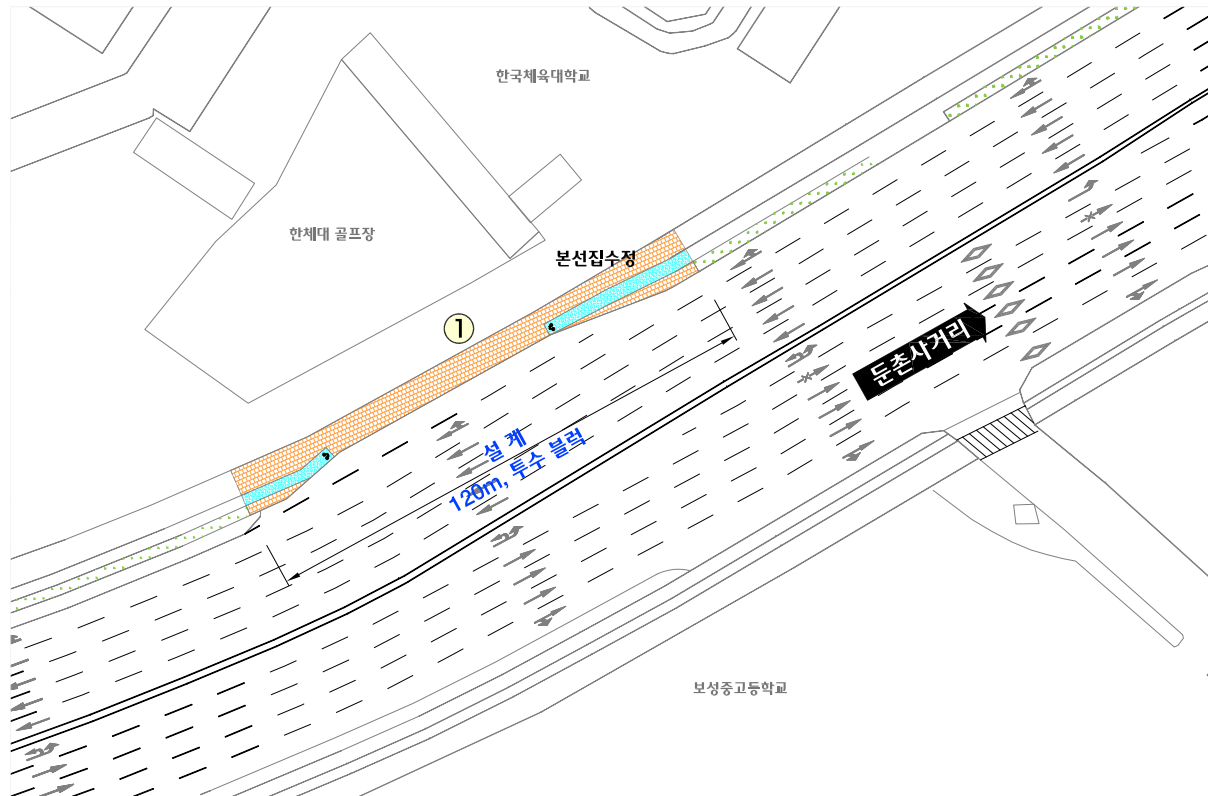 한국체육대학교
한체대 골프장
본선집수정
1
둔촌사거리
설 계
120m, 투수 블럭
보성중고등학교